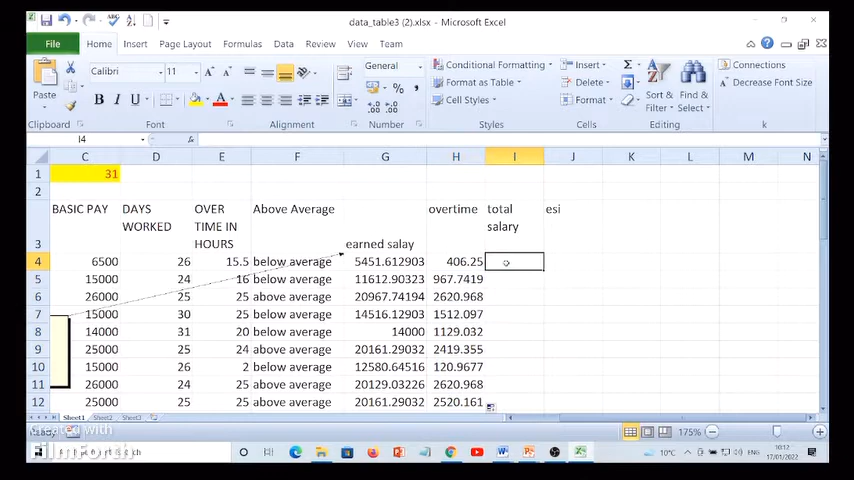 data_table3 (2).xlsx - Microsoft Excel
File Home Insert Page Layout Formulas Data Review View Team
Paste
Calibri 11
General
Conditional Formatting
Format as Table
Cell Styles
Insert
Delete
Format
Sort & Filter
Find & Select
Connections
Decrease Font Size
Clipboard Font Alignment Number Styles Cells Editing k
I4 fx
C D E F G H I J K L M N
1 31
2
3 BASIC PAY DAYS WORKED OVER TIME IN HOURS Above Average earned salay overtime total salary esi
4 6500 26 15.5 below average 5451.612903 406.25
5 15000 24 16 below average 11612.90323 967.7419
6 26000 25 25 above average 20967.74194 2620.968
7 15000 30 25 below average 14516.12903 1512.097
8 14000 31 20 below average 14000 1129.032
9 25000 25 24 above average 20161.29032 2419.355
10 15000 26 2 below average 12580.64516 120.9677
11 26000 24 25 above average 20129.03226 2620.968
12 25000 25 25 above average 20161.29032 2520.161
Sheet1 Sheet2 Sheet3
175%
Created with
FilmForth
10°C
10:12
17/01/2022